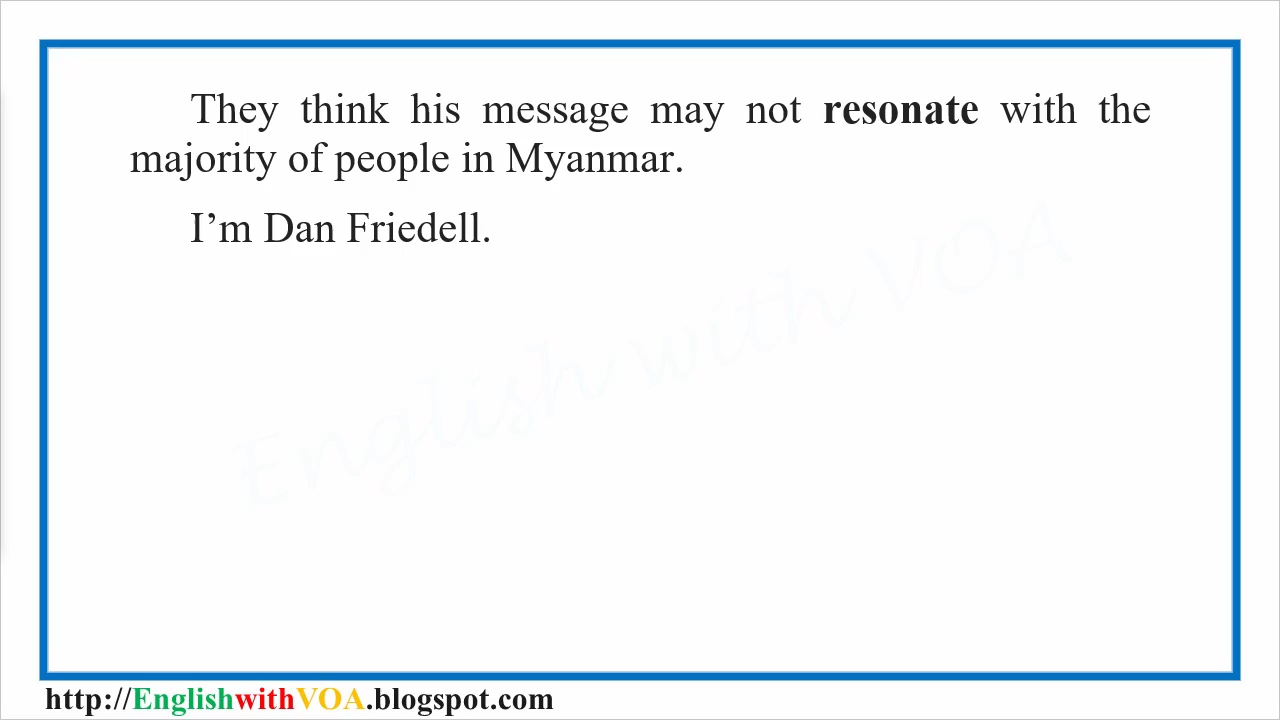 They think his message may not resonate with the
majority of people in Myanmar.
I’m Dan Friedell.
English with VOA
http://EnglishwithVOA.blogspot.com